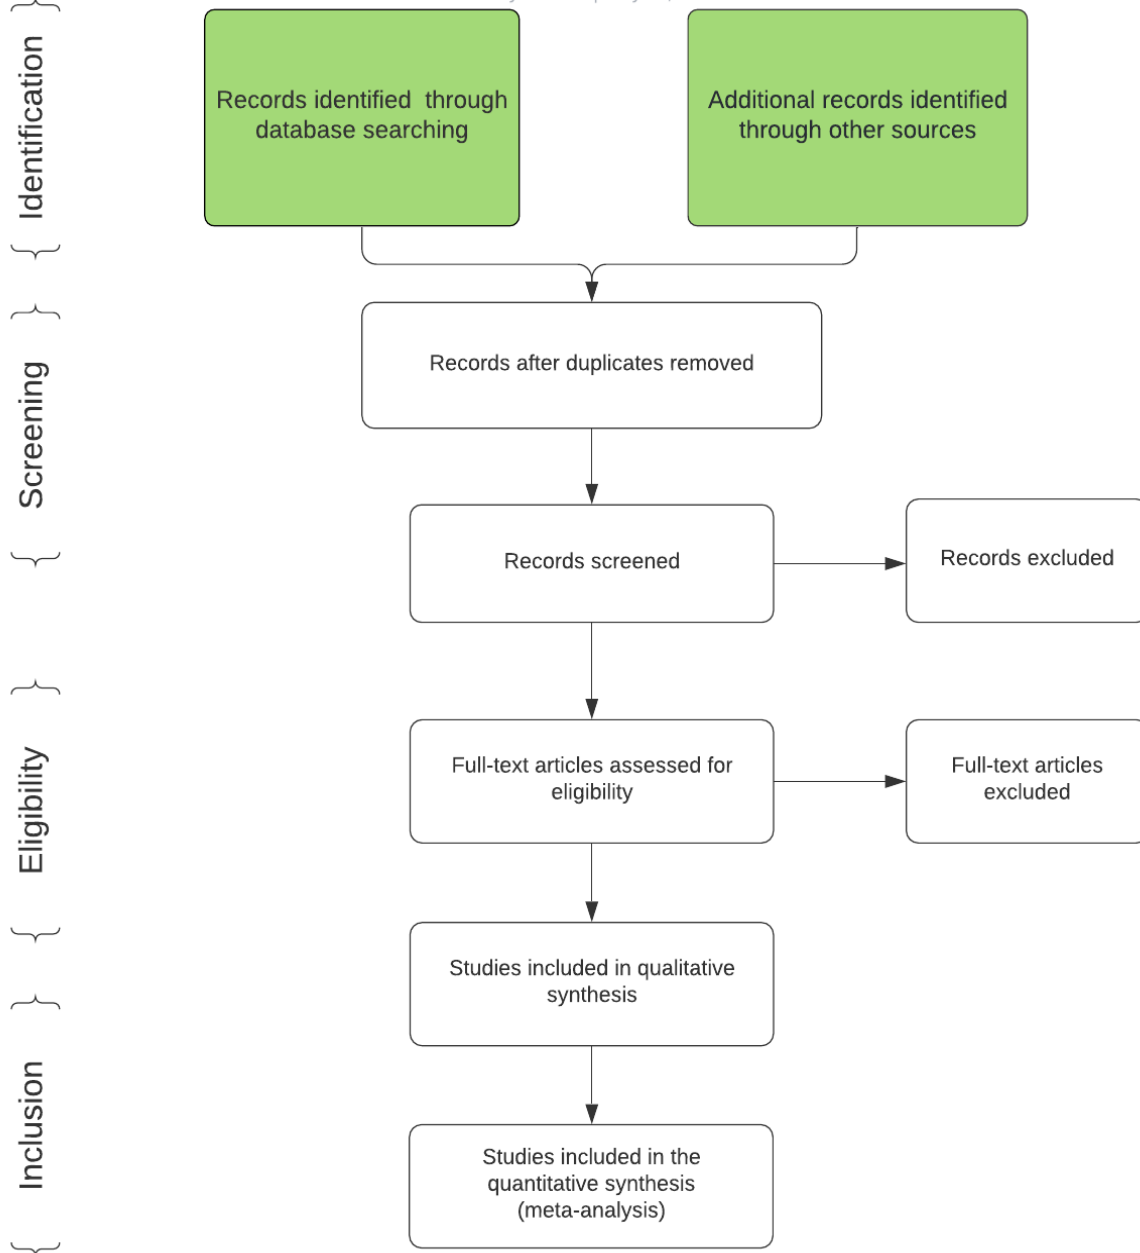 Identification
Records identified through
database searching
Additional records identified
through other sources
Screening
Records after duplicates removed
Records screened
Records excluded
Eligibility
Full-text articles assessed for
eligibility
Full-text articles
excluded
Inclusion
Studies included in qualitative
synthesis
Studies included in the
quantitative synthesis
(meta-analysis)